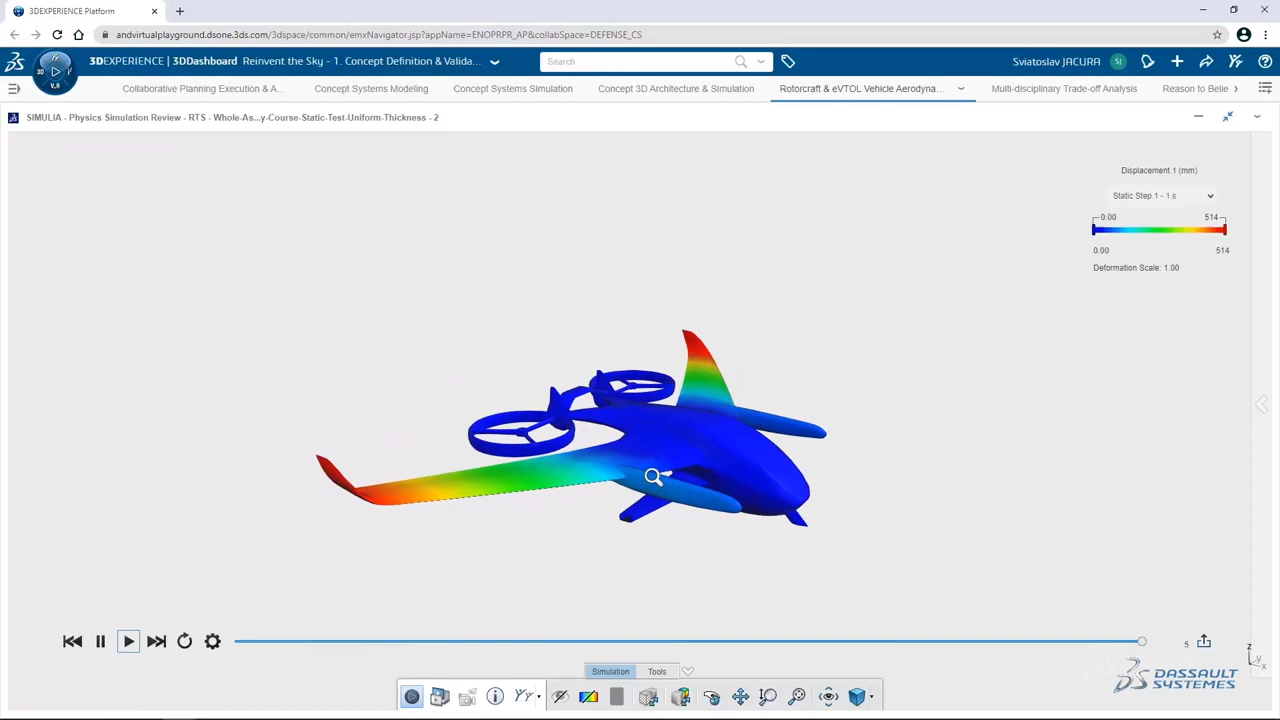 3DEXPERIENCE Platform
andvirtualplayground.dsone.3ds.com/3dspace/common/emxNavigator.jsp?appName=ENOPRPR_AP&collabSpace=DEFENSE_CS
3DEXPERIENCE | 3DDashboard Reinvent the Sky - 1. Concept Definition & Valida...
Search
Sviatoslav JACURA SJ
3D V.R
Collaborative Planning Execution & A... Concept Systems Modeling Concept Systems Simulation Concept 3D Architecture & Simulation Rotorcraft & eVTOL Vehicle Aerodyna... Multi-disciplinary Trade-off Analysis Reason to Belie
SIMULIA - Physics Simulation Review - RTS - Whole-As...y-Course-Static-Test-Uniform-Thickness - 2
Displacement.1 (mm)
Static Step.1 - 1 s
0.00 514
0.00 514
Deformation Scale: 1.00
5
z
y
x
Simulation Tools
DASSAULT
SYSTEMES